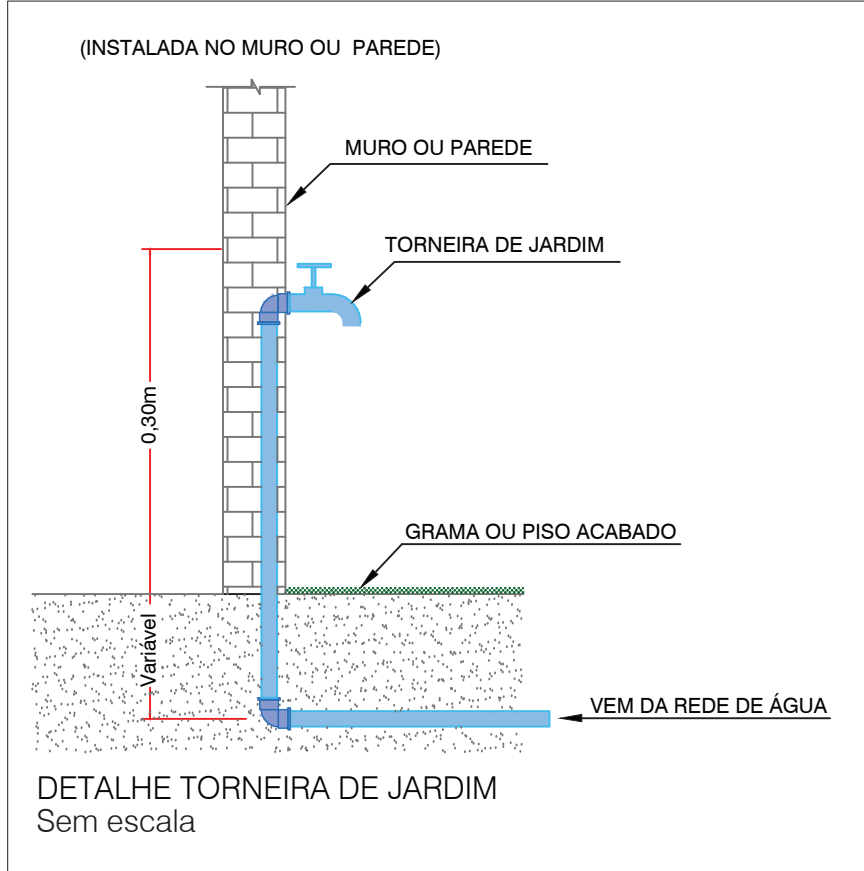 (INSTALADA NO MURO OU PAREDE)
MURO OU PAREDE
TORNEIRA DE JARDIM
0,30m
GRAMA OU PISO ACABADO
Variável
VEM DA REDE DE ÁGUA
DETALHE TORNEIRA DE JARDIM
Sem escala